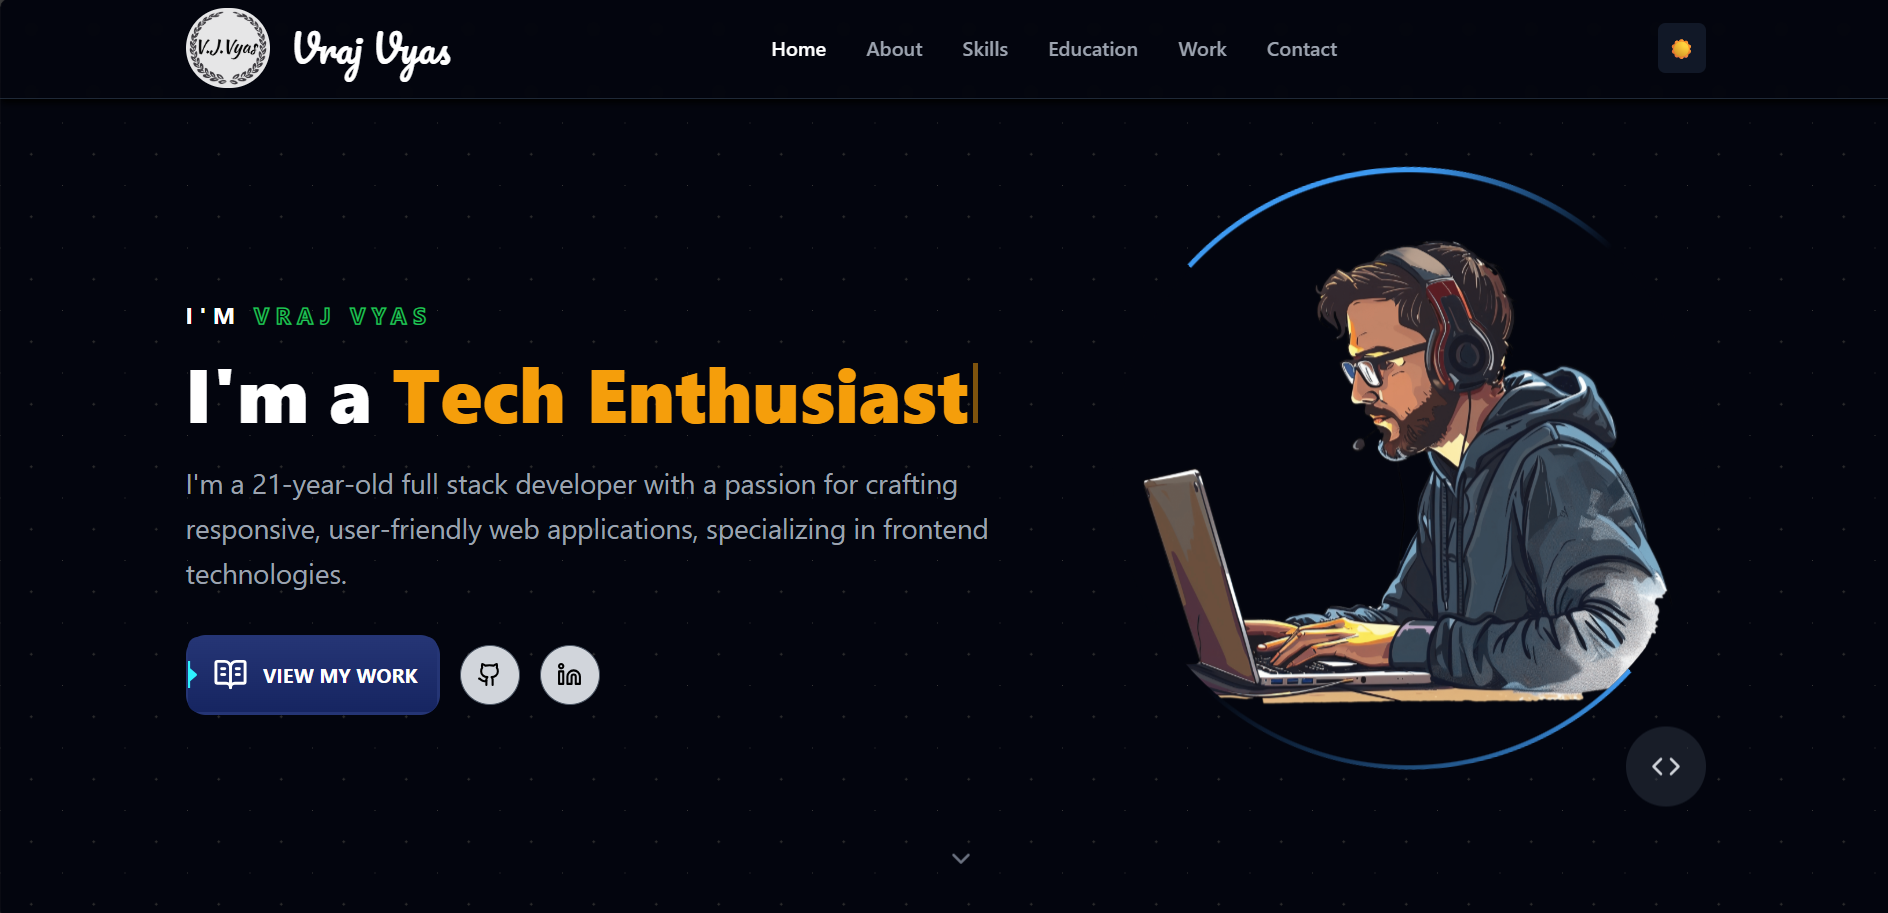 V.J.Vyas
Vraj Vyas
Home
About
Skills
Education
Work
Contact
I'M VRAJ VYAS
I'm a Tech Enthusiast
I'm a 21-year-old full stack developer with a passion for crafting
responsive, user-friendly web applications, specializing in frontend
technologies.
VIEW MY WORK